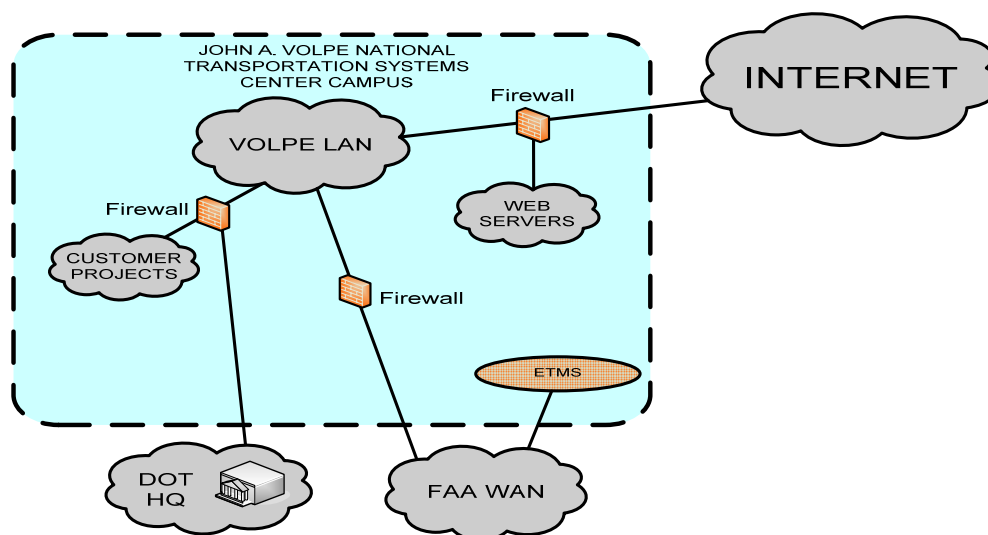 JOHN A. VOLPE NATIONAL
TRANSPORTATION SYSTEMS
CENTER CAMPUS
INTERNET
Firewall
VOLPE LAN
WEB
SERVERS
Firewall
CUSTOMER
PROJECTS
Firewall
ETMS
DOT
HQ
FAA WAN